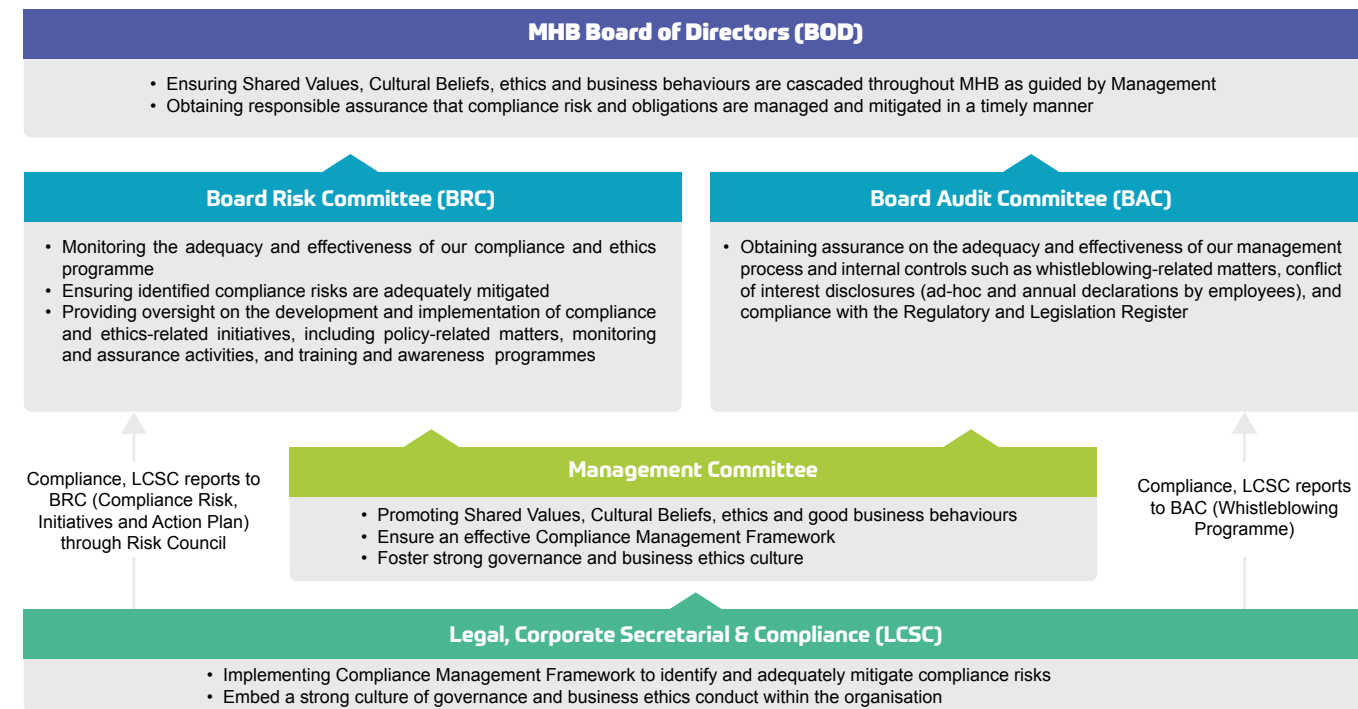 MHB Board of Directors (BOD)
• Ensuring Shared Values, Cultural Beliefs, ethics and business behaviours are cascaded throughout MHB as guided by Management
• Obtaining responsible assurance that compliance risk and obligations are managed and mitigated in a timely manner
Board Risk Committee (BRC)
• Monitoring the adequacy and effectiveness of our compliance and ethics
programme
• Ensuring identified compliance risks are adequately mitigated
• Providing oversight on the development and implementation of compliance
and ethics-related initiatives, including policy-related matters, monitoring
and assurance activities, and training and awareness programmes
Board Audit Committee (BAC)
• Obtaining assurance on the adequacy and effectiveness of our management
process and internal controls such as whistleblowing-related matters, conflict
of interest disclosures (ad-hoc and annual declarations by employees), and
compliance with the Regulatory and Legislation Register
Compliance, LCSC reports to
BRC (Compliance Risk,
Initiatives and Action Plan)
through Risk Council
Management Committee
• Promoting Shared Values, Cultural Beliefs, ethics and good business behaviours
• Ensure an effective Compliance Management Framework
• Foster strong governance and business ethics culture
Compliance, LCSC reports
to BAC (Whistleblowing
Programme)
Legal, Corporate Secretarial & Compliance (LCSC)
• Implementing Compliance Management Framework to identify and adequately mitigate compliance risks
• Embed a strong culture of governance and business ethics conduct within the organisation